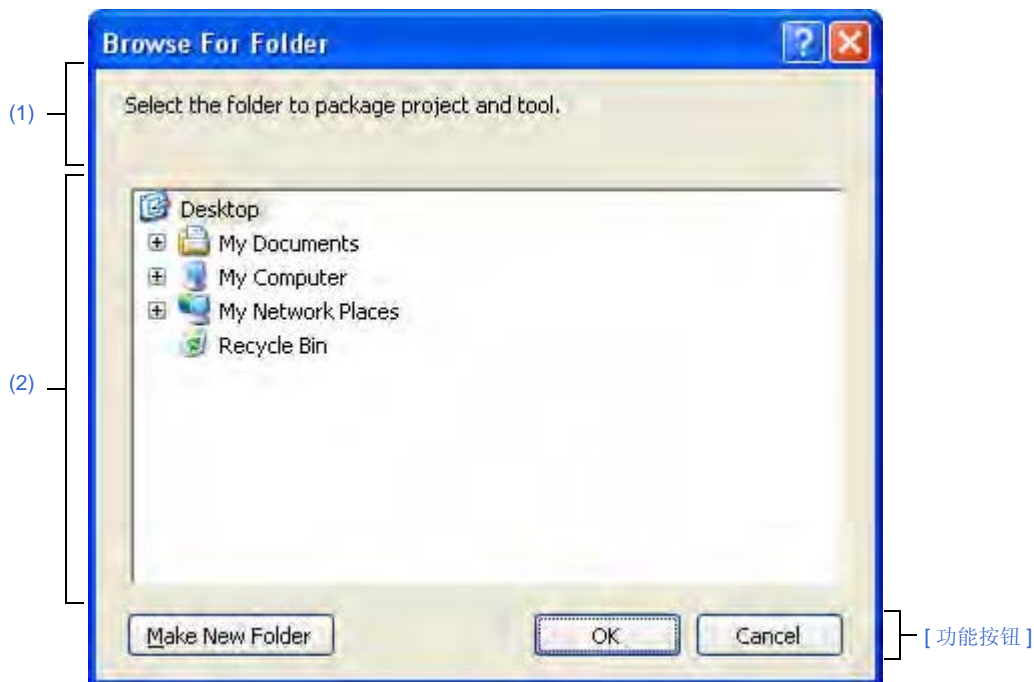 Browse For Folder
(1)
Select the folder to package project and tool.
(2)
Desktop
My Documents
My Computer
My Network Places
Recycle Bin
Make New Folder
OK
Cancel
[ 功能按钮 ]